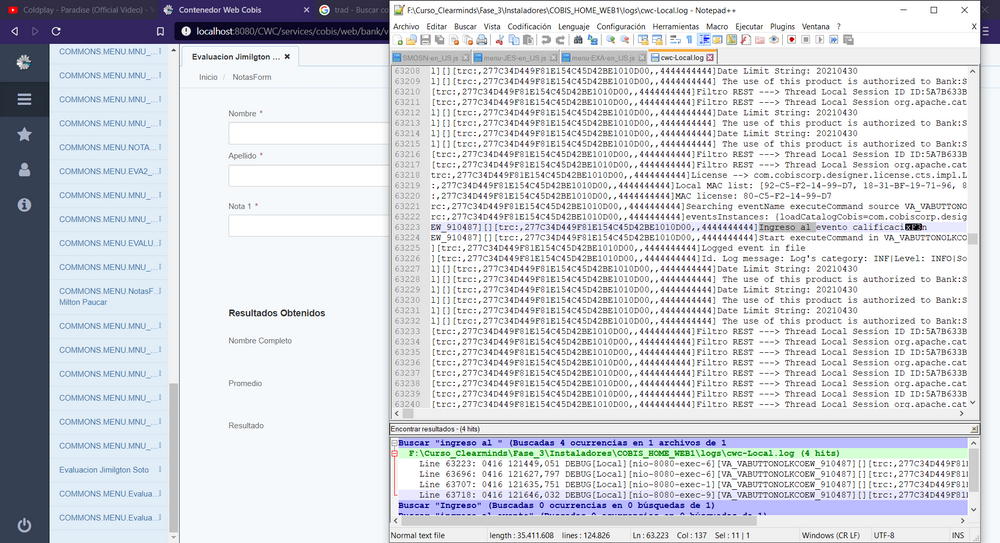 Coldplay - Paradise (Official Video)
Contenedor Web Cobis
trad - Buscar co
localhost:8080/CWC/services/cobis/web/bank/v
COMMONS.MENU.MNU_...
COMMONS.MENU.MNU_...
COMMONS.MENU.NOTA...
COMMONS.MENU.EVA2_...
COMMONS.MENU.MNU_...
COMMONS.MENU.MNU_...
COMMONS.MENU.EVALU...
COMMONS.MENU.MNU_...
COMMONS.MENU.NotasF...
Milton Paucar
COMMONS.MENU.MNU_...
COMMONS.MENU.MNU_...
COMMONS.MENU.MNU_...
COMMONS.MENU.MNU_...
Evaluacion Jimilgton Soto
COMMONS.MENU.Evalua...
COMMONS.MENU.Evalua...
Evaluacion Jimilgton ...
Inicio / NotasForm
Nombre *
Apellido *
Nota 1 *
Resultados Obtenidos
Nombre Completo
Promedio
Resultado
F:\Curso_Clearminds\Fase_3\Instaladores\COBIS_HOME_WEB1\logs\cwc-Local.log - Notepad++
Archivo Editar Buscar Vista Codificación Lenguaje Configuración Herramientas Macro Ejecutar Plugins Ventana ? X
SMOSN-en_US.js menu-JES-en_US.js menu-EXA-en_US.js cwc-Local.log
63208 l][][trc:,277C34D449F81E154C45D42BE1010D00,,4444444444]Date Limit String: 20210430
63209 l][][trc:,277C34D449F81E154C45D42BE1010D00,,4444444444] The use of this product is authorized to Bank:S
63210 [trc:,277C34D449F81E154C45D42BE1010D00,,4444444444]Filtro REST ---> Thread Local Session ID ID:5A7B633B
63211 [trc:,277C34D449F81E154C45D42BE1010D00,,4444444444]Filtro REST ---> Thread Local Session org.apache.cat
63212 l][][trc:,277C34D449F81E154C45D42BE1010D00,,4444444444]Date Limit String: 20210430
63213 l][][trc:,277C34D449F81E154C45D42BE1010D00,,4444444444] The use of this product is authorized to Bank:S
63214 l][][trc:,277C34D449F81E154C45D42BE1010D00,,4444444444]Date Limit String: 20210430
63215 l][][trc:,277C34D449F81E154C45D42BE1010D00,,4444444444] The use of this product is authorized to Bank:S
63216 [trc:,277C34D449F81E154C45D42BE1010D00,,4444444444]Filtro REST ---> Thread Local Session ID ID:5A7B633B
63217 [trc:,277C34D449F81E154C45D42BE1010D00,,4444444444]Filtro REST ---> Thread Local Session org.apache.cat
63218 :,277C34D449F81E154C45D42BE1010D00,,4444444444]License --> com.cobiscorp.designer.license.cts.impl.L
63219 :,277C34D449F81E154C45D42BE1010D00,,4444444444]Local MAC list: [92-C5-F2-14-99-D7, 18-31-BF-19-71-96, 8
63220 :,277C34D449F81E154C45D42BE1010D00,,4444444444]MAC license: 80-C5-F2-14-99-D7
63221 [trc:,277C34D449F81E154C45D42BE1010D00,,4444444444]Searching eventName executeCommand source VA_VABUTTON
63222 [trc:,277C34D449F81E154C45D42BE1010D00,,4444444444]eventsInstances: {loadCatalogCobis=com.cobiscorp.desig
63223 EW_910487][][trc:,277C34D449F81E154C45D42BE1010D00,,4444444444]Ingreso al evento calificacixF3n
63224 EW_910487][][trc:,277C34D449F81E154C45D42BE1010D00,,4444444444]Start executeCommand in VA_VABUTTONOLKCO
63225 ][trc:,277C34D449F81E154C45D42BE1010D00,,4444444444]Logged event in file
63226 ][trc:,277C34D449F81E154C45D42BE1010D00,,4444444444]Id. Log message: Log's category: INF|Level: INFO|So
63227 l][][trc:,277C34D449F81E154C45D42BE1010D00,,4444444444]Date Limit String: 20210430
63228 l][][trc:,277C34D449F81E154C45D42BE1010D00,,4444444444] The use of this product is authorized to Bank:S
63229 l][][trc:,277C34D449F81E154C45D42BE1010D00,,4444444444]Date Limit String: 20210430
63230 l][][trc:,277C34D449F81E154C45D42BE1010D00,,4444444444] The use of this product is authorized to Bank:S
63231 l][][trc:,277C34D449F81E154C45D42BE1010D00,,4444444444]Date Limit String: 20210430
63232 l][][trc:,277C34D449F81E154C45D42BE1010D00,,4444444444] The use of this product is authorized to Bank:S
63233 [trc:,277C34D449F81E154C45D42BE1010D00,,4444444444]Filtro REST ---> Thread Local Session ID ID:5A7B633B
63234 [trc:,277C34D449F81E154C45D42BE1010D00,,4444444444]Filtro REST ---> Thread Local Session org.apache.cat
63235 [trc:,277C34D449F81E154C45D42BE1010D00,,4444444444]Filtro REST ---> Thread Local Session ID ID:5A7B633B
63236 [trc:,277C34D449F81E154C45D42BE1010D00,,4444444444]Filtro REST ---> Thread Local Session org.apache.cat
63237 [trc:,277C34D449F81E154C45D42BE1010D00,,4444444444]Filtro REST ---> Thread Local Session ID ID:5A7B633B
63238 [trc:,277C34D449F81E154C45D42BE1010D00,,4444444444]Filtro REST ---> Thread Local Session org.apache.cat
63239 [trc:,277C34D449F81E154C45D42BE1010D00,,4444444444]Filtro REST ---> Thread Local Session ID ID:5A7B633B
63240 [trc:,277C34D449F81E154C45D42BE1010D00,,4444444444]Filtro REST ---> Thread Local Session org.apache.cat
Encontrar resultados - (4 hits)
Buscar "ingreso al " (Buscadas 4 ocurrencias en 1 archivos de 1
F:\Curso_Clearminds\Fase_3\Instaladores\COBIS_HOME_WEB1\logs\cwc-Local.log (4 hits)
Line 63223: 0416 121449,051 DEBUG[Local][nio-8080-exec-6][VA_VABUTTONOLKCOEW_910487][][trc:,277C34D449F81E
Line 63696: 0416 121627,797 DEBUG[Local][nio-8080-exec-6][VA_VABUTTONOLKCOEW_910487][][trc:,277C34D449F81E
Line 63707: 0416 121635,751 DEBUG[Local][nio-8080-exec-1][VA_VABUTTONOLKCOEW_910487][][trc:,277C34D449F81E
Line 63718: 0416 121646,032 DEBUG[Local][nio-8080-exec-9][VA_VABUTTONOLKCOEW_910487][][trc:,277C34D449F81E
Buscar "Ingreso" (Buscadas 0 ocurrencias en 0 búsquedas de 1)
Normal text file length : 35.411.608 lines : 124.826 Ln : 63.223 Col : 137 Sel : 11 | 1 Windows (CR LF) UTF-8 INS